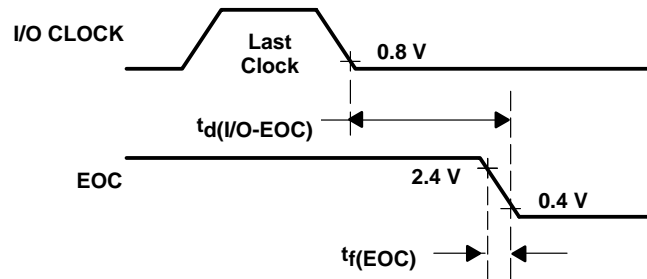 I/O CLOCK
Last
Clock
0.8 V
td(I/O-EOC)
EOC
2.4 V
0.4 V
tf(EOC)